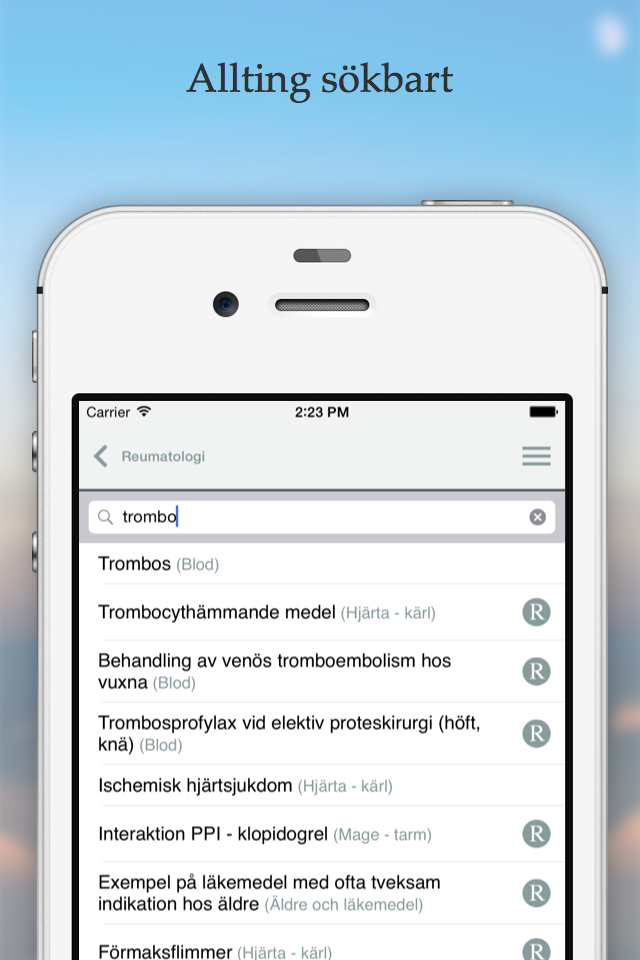 Allting sökbart
Carrier 2:23 PM
Reumatologi
trombo
Trombos (Blod)
Trombocythämmande medel (Hjärta - kärl)
R
Behandling av venös tromboembolism hos
vuxna (Blod)
R
Trombosprofylax vid elektiv proteskirurgi (höft,
knä) (Blod)
R
Ischemisk hjärtsjukdom (Hjärta - kärl)
Interaktion PPI - klopidogrel (Mage - tarm)
R
Exempel på läkemedel med ofta tveksam
indikation hos äldre (Äldre och läkemedel)
R
Förmaksflimmer (Hjärta - kärl)
R